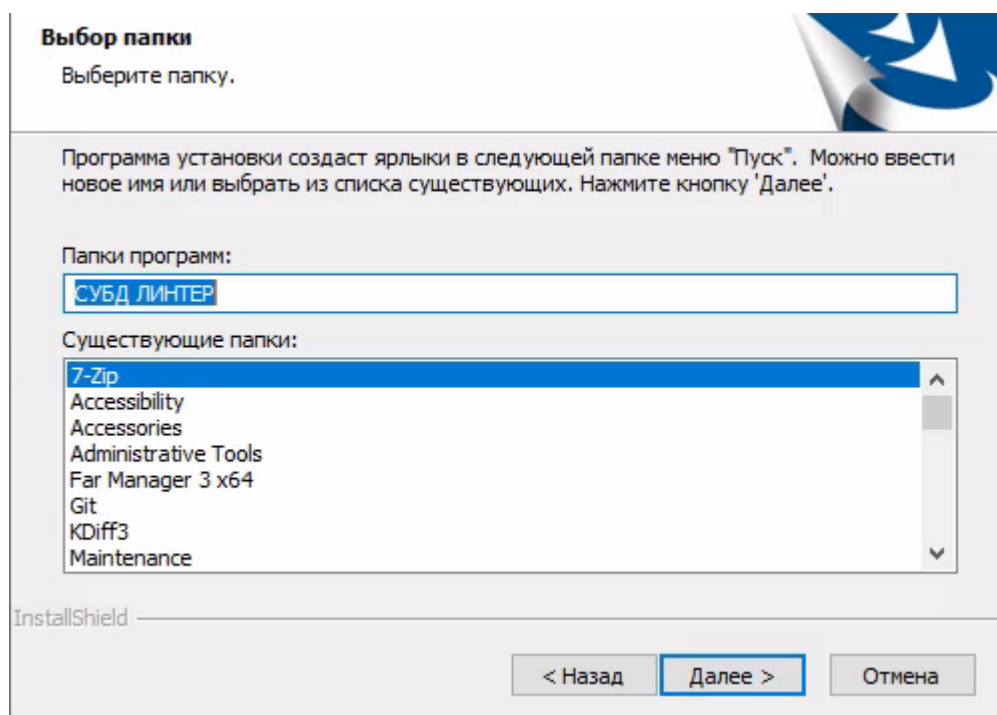 Выбор папки
Выберите папку.
Программа установки создаст ярлыки в следующей папке меню "Пуск".  Можно ввести
новое имя или выбрать из списка существующих. Нажмите кнопку 'Далее'.
Папки программ:
СУБД ЛИНТЕР
Существующие папки:
7-Zip
Accessibility
Accessories
Administrative Tools
Far Manager 3 x64
Git
KDiff3
Maintenance
InstallShield
< Назад
Далее >
Отмена